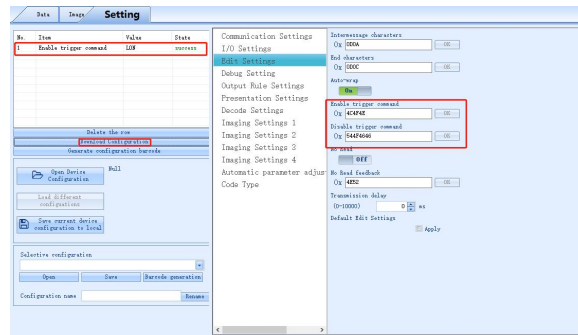 Data Image Setting
No. Item Value State
1 Enable trigger command LON success
Delete the row
Download Configuration
Generate configuration barcode
Open Device Configuration
Null
Load different configuations
Save current device configuration to local
Selective configuration
Open Save Barcode generation
Configuration name Rename
Communication Settings
I/O Settings
Edit Settings
Debug Setting
Output Rule Settings
Presentation Settings
Decode Settings
Imaging Settings 1
Imaging Settings 2
Imaging Settings 3
Imaging Settings 4
Automatic parameter adjus
Code Type
Intermessage characters
0x 0D0A OK
End characters
0x 0D0C OK
Auto-wrap
On
Enable trigger command
0x 4C4F4E OK
Disable trigger command
0x 544F4646 OK
No Read
Off
No Read feedback
0x 4E52 OK
Transmission delay
(0-10000) 0 ms
Default Edit Settings
Apply